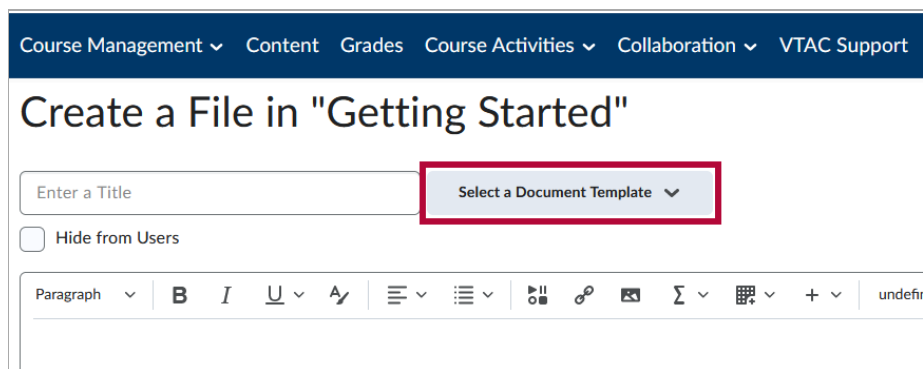 Course Management Content Grades Course Activities Collaboration VTAC Support
Create a File in "Getting Started"
Enter a Title Select a Document Template
Hide from Users
Paragraph B I U A Σ + undefin